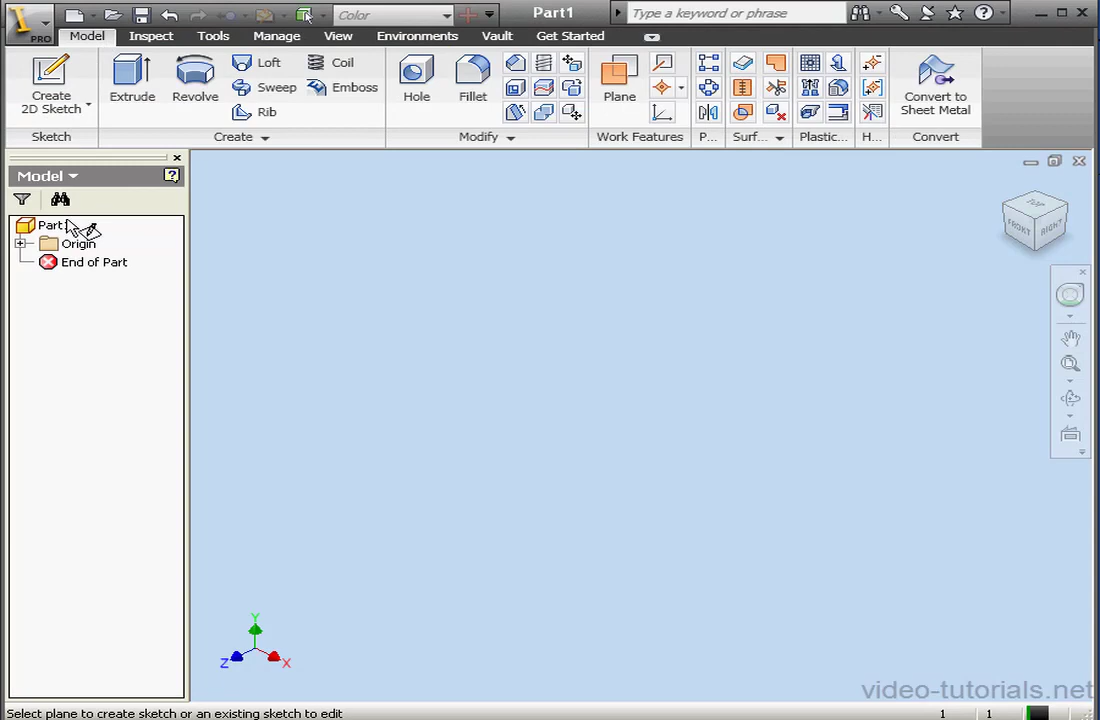 PRO
Color
Part1
Type a keyword or phrase
Model Inspect Tools Manage View Environments Vault Get Started
Create
2D Sketch
Extrude
Revolve
Loft
Sweep
Rib
Coil
Emboss
Hole
Fillet
Plane
Convert to
Sheet Metal
Sketch
Create
Modify
Work Features
P...
Surf...
Plastic...
H...
Convert
Model
Part1
Origin
End of Part
TOP
FRONT
RIGHT
Y
Z
X
video-tutorials.net
Select plane to create sketch or an existing sketch to edit
1 1